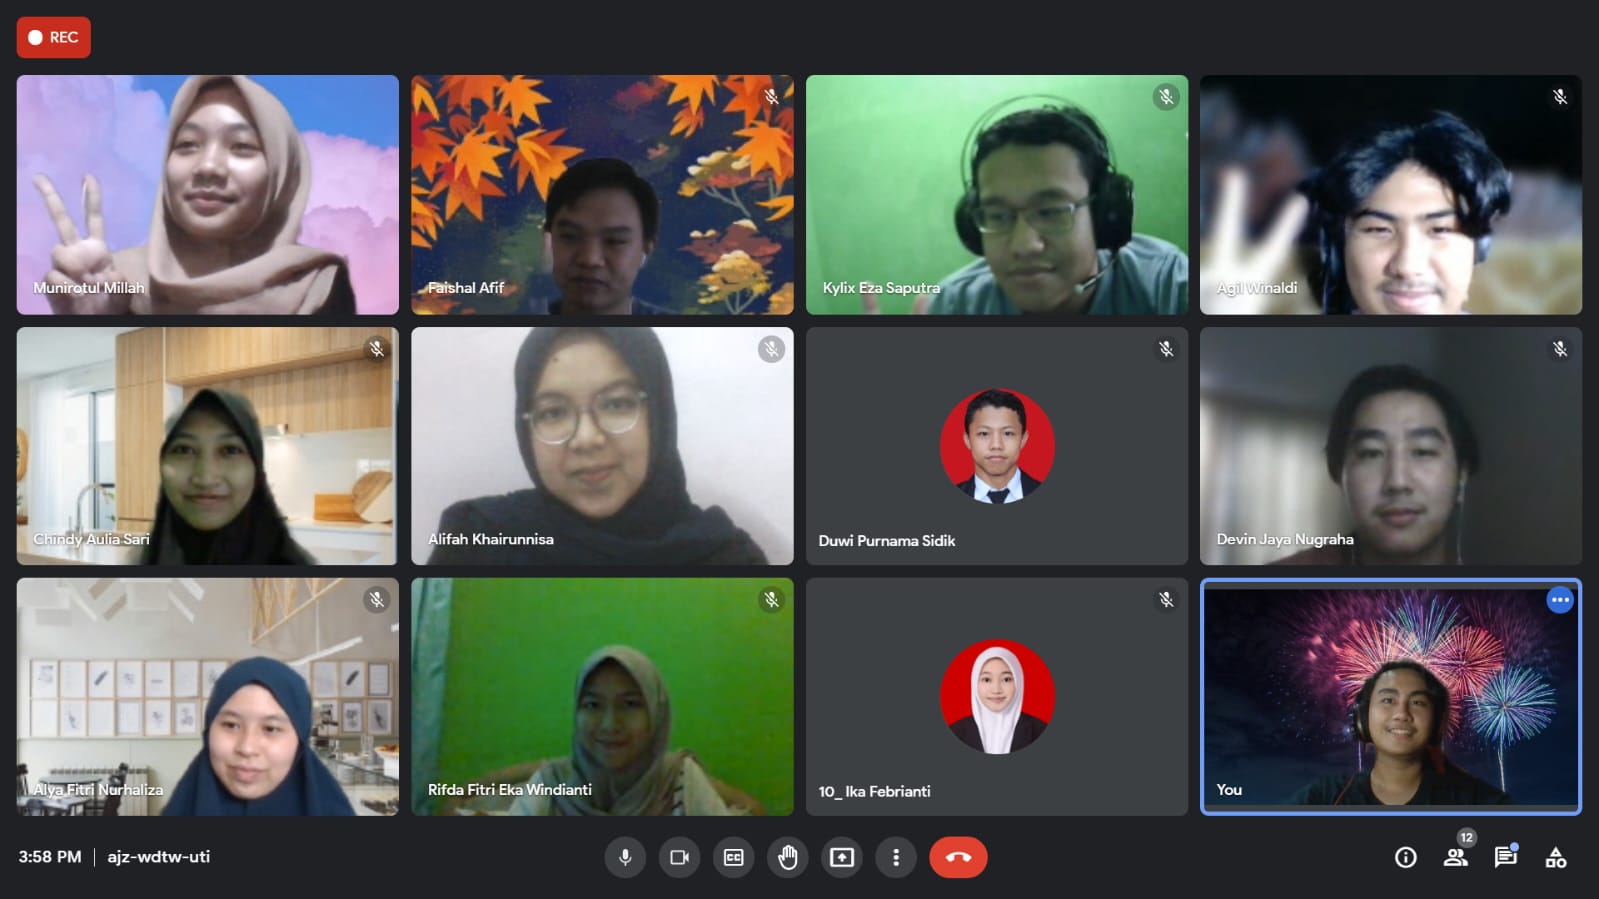 REC
Munirotul Millah
Faishal Afif
Kylix Eza Saputra
Agil Winaldi
Chindy Aulia Sari
Alifah Khairunnisa
Duwi Purnama Sidik
Devin Jaya Nugraha
Alya Fitri Nurhaliza
Rifda Fitri Eka Windianti
10_ Ika Febrianti
You
3:58 PM | ajz-wdtw-uti
CC
12